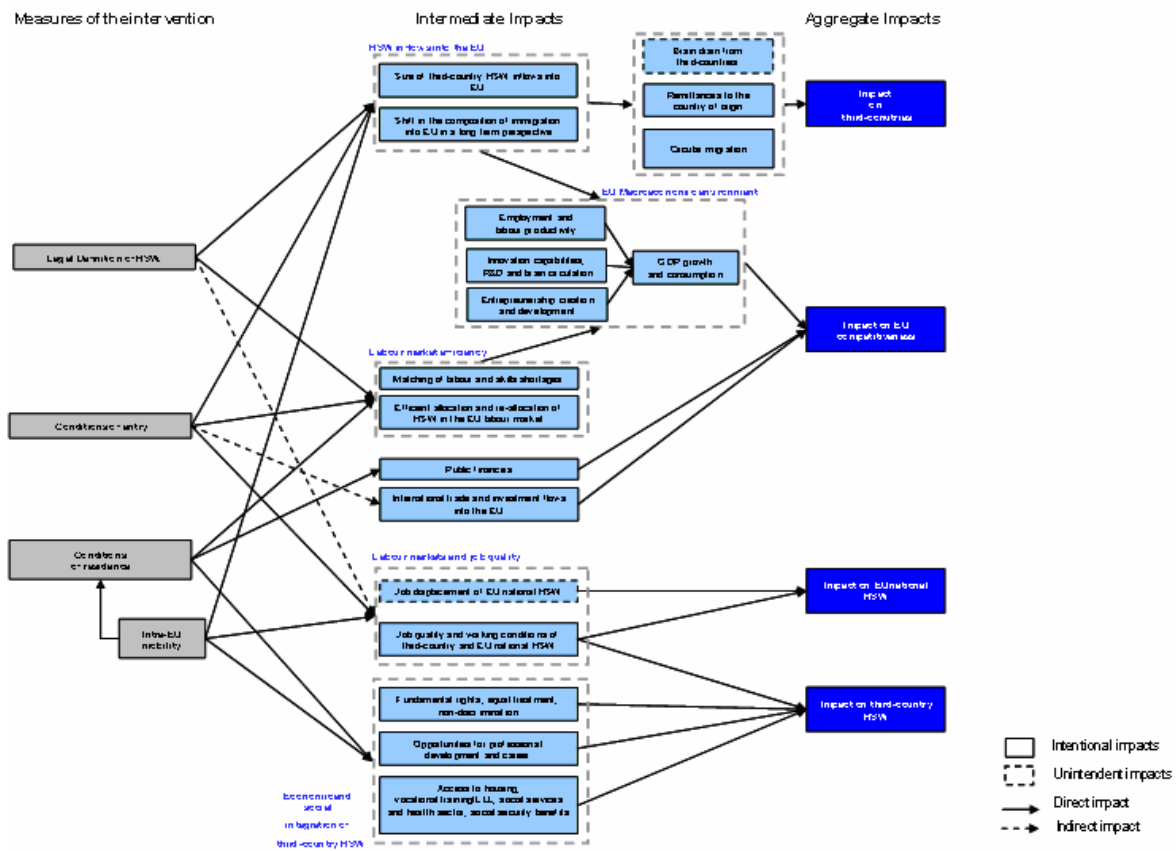 Measures of the intervention
Intermediate Impacts
Aggregate Impacts
HSW inflows into the EU
Size of third-country HSW inflows into
EU
Shift in the composition of immigration
into EU in a long term perspective
Brain drain from
third-countries
Remittances to the
country of origin
Circular migration
Impact
on
third-countries
EU Macroeconomic environment
Employment and
labour productivity
Innovation capabilities,
R&D and brain circulation
Entrepreneurship creation
and development
GDP growth
and consumption
Legal Definition of HSW
Impact on EU
competitiveness
Labour market efficiency
Matching of labour and skills shortages
Efficient allocation and re-allocation of
HSW in the EU labour market
Conditions of entry
Public finances
International trade and investment flows
into the EU
Conditions
of residence
Labour markets and job quality
Job displacement of EU national HSW
Job quality and working conditions of
third-country and EU national HSW
Impact on EU national
HSW
Intra-EU
mobility
Fundamental rights, equal treatment,
non-discrimination
Opportunities for professional
development and career
Access to housing,
vocational training/LLL, social services
and health sector, social security benefits
Impact on third-country
HSW
Economic and
social
integration of
third-country HSW
Intentional impacts
Unintendent impacts
Direct impact
Indirect impact